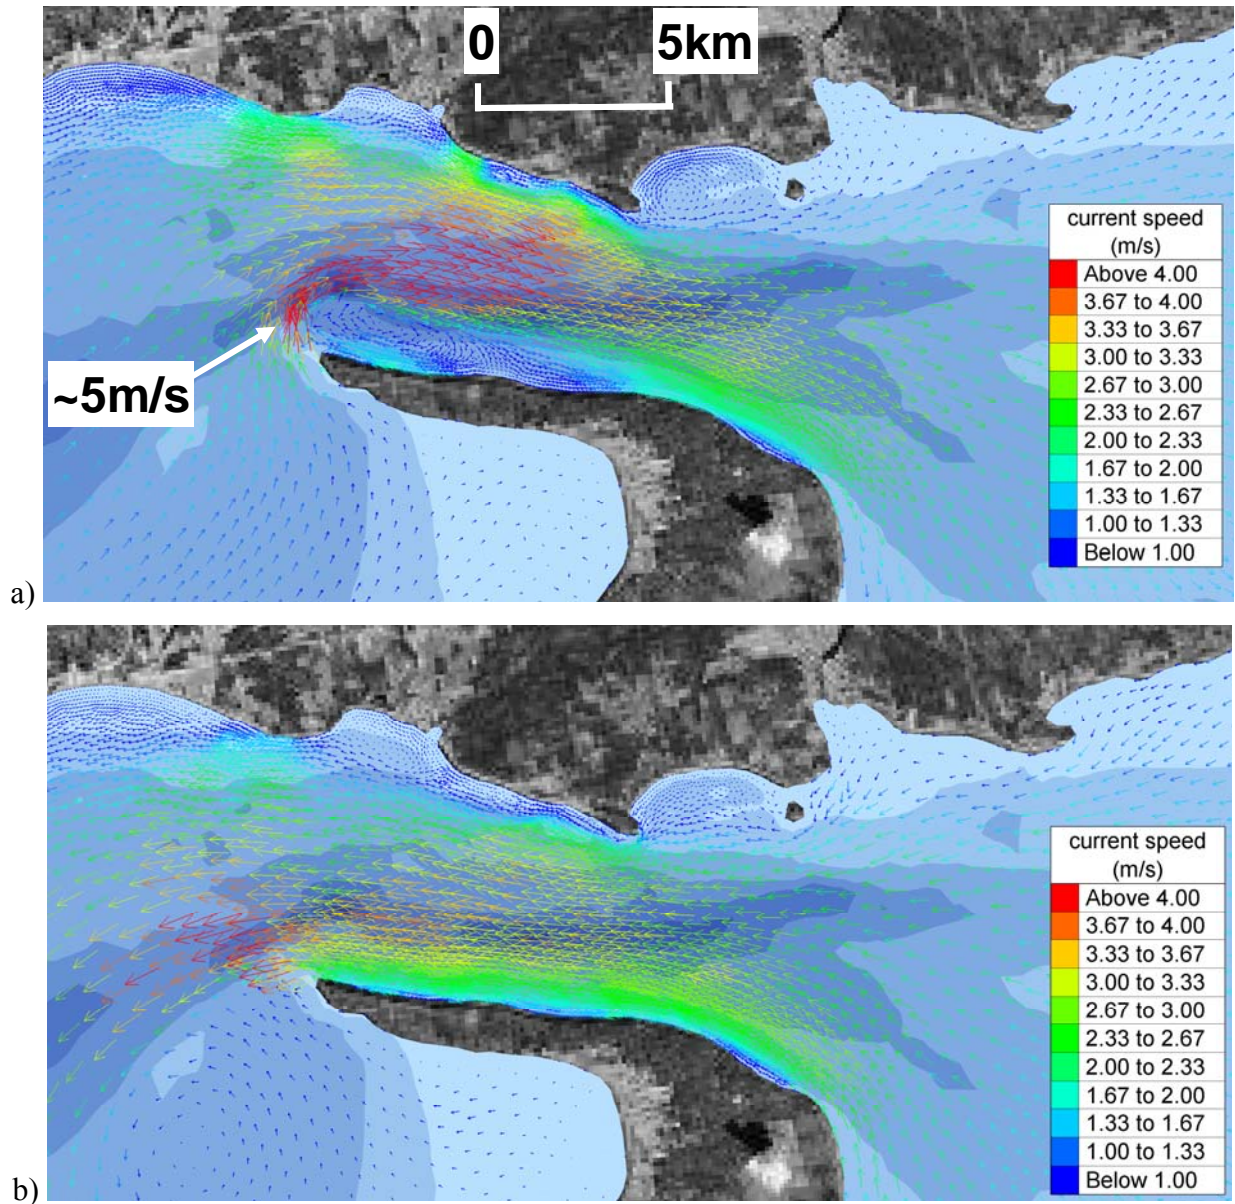 0 5km
current speed
(m/s)
Above 4.00
3.67 to 4.00
3.33 to 3.67
3.00 to 3.33
2.67 to 3.00
2.33 to 2.67
2.00 to 2.33
1.67 to 2.00
1.33 to 1.67
1.00 to 1.33
Below 1.00
~5m/s
a)
current speed
(m/s)
Above 4.00
3.67 to 4.00
3.33 to 3.67
3.00 to 3.33
2.67 to 3.00
2.33 to 2.67
2.00 to 2.33
1.67 to 2.00
1.33 to 1.67
1.00 to 1.33
Below 1.00
b)